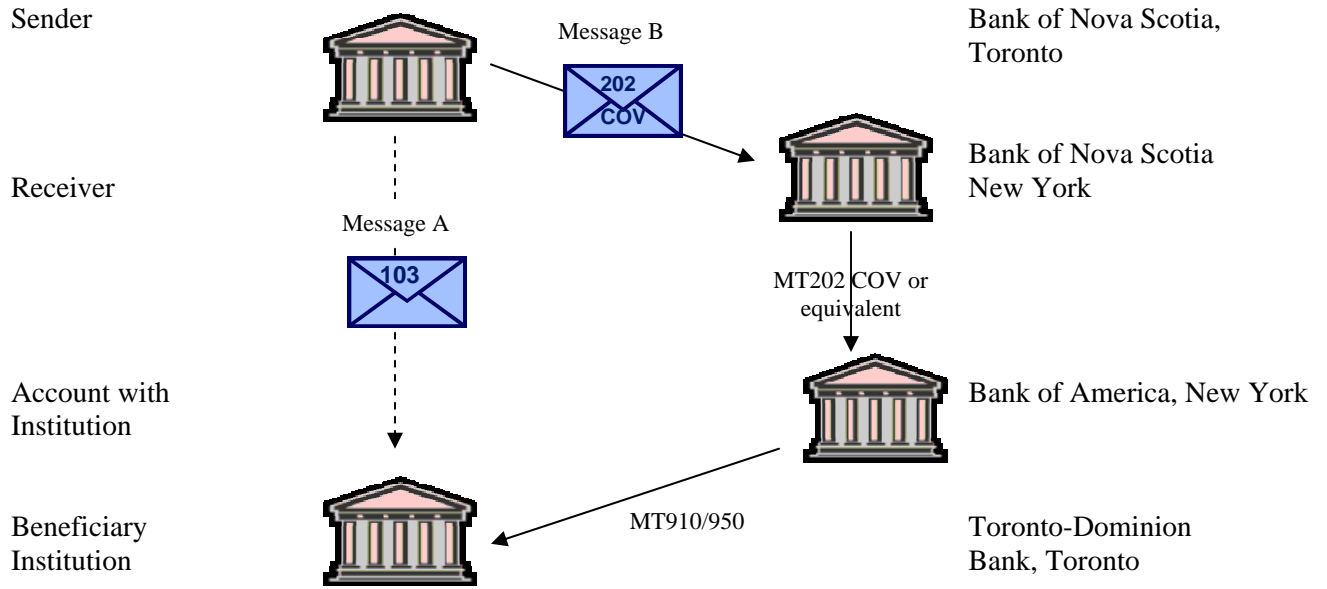 Sender
Message B
Bank of Nova Scotia,
Toronto
202
COV
Bank of Nova Scotia
New York
Receiver
Message A
103
MT202 COV or
equivalent
Account with
Institution
Bank of America, New York
Beneficiary
Institution
MT910/950
Toronto-Dominion
Bank, Toronto